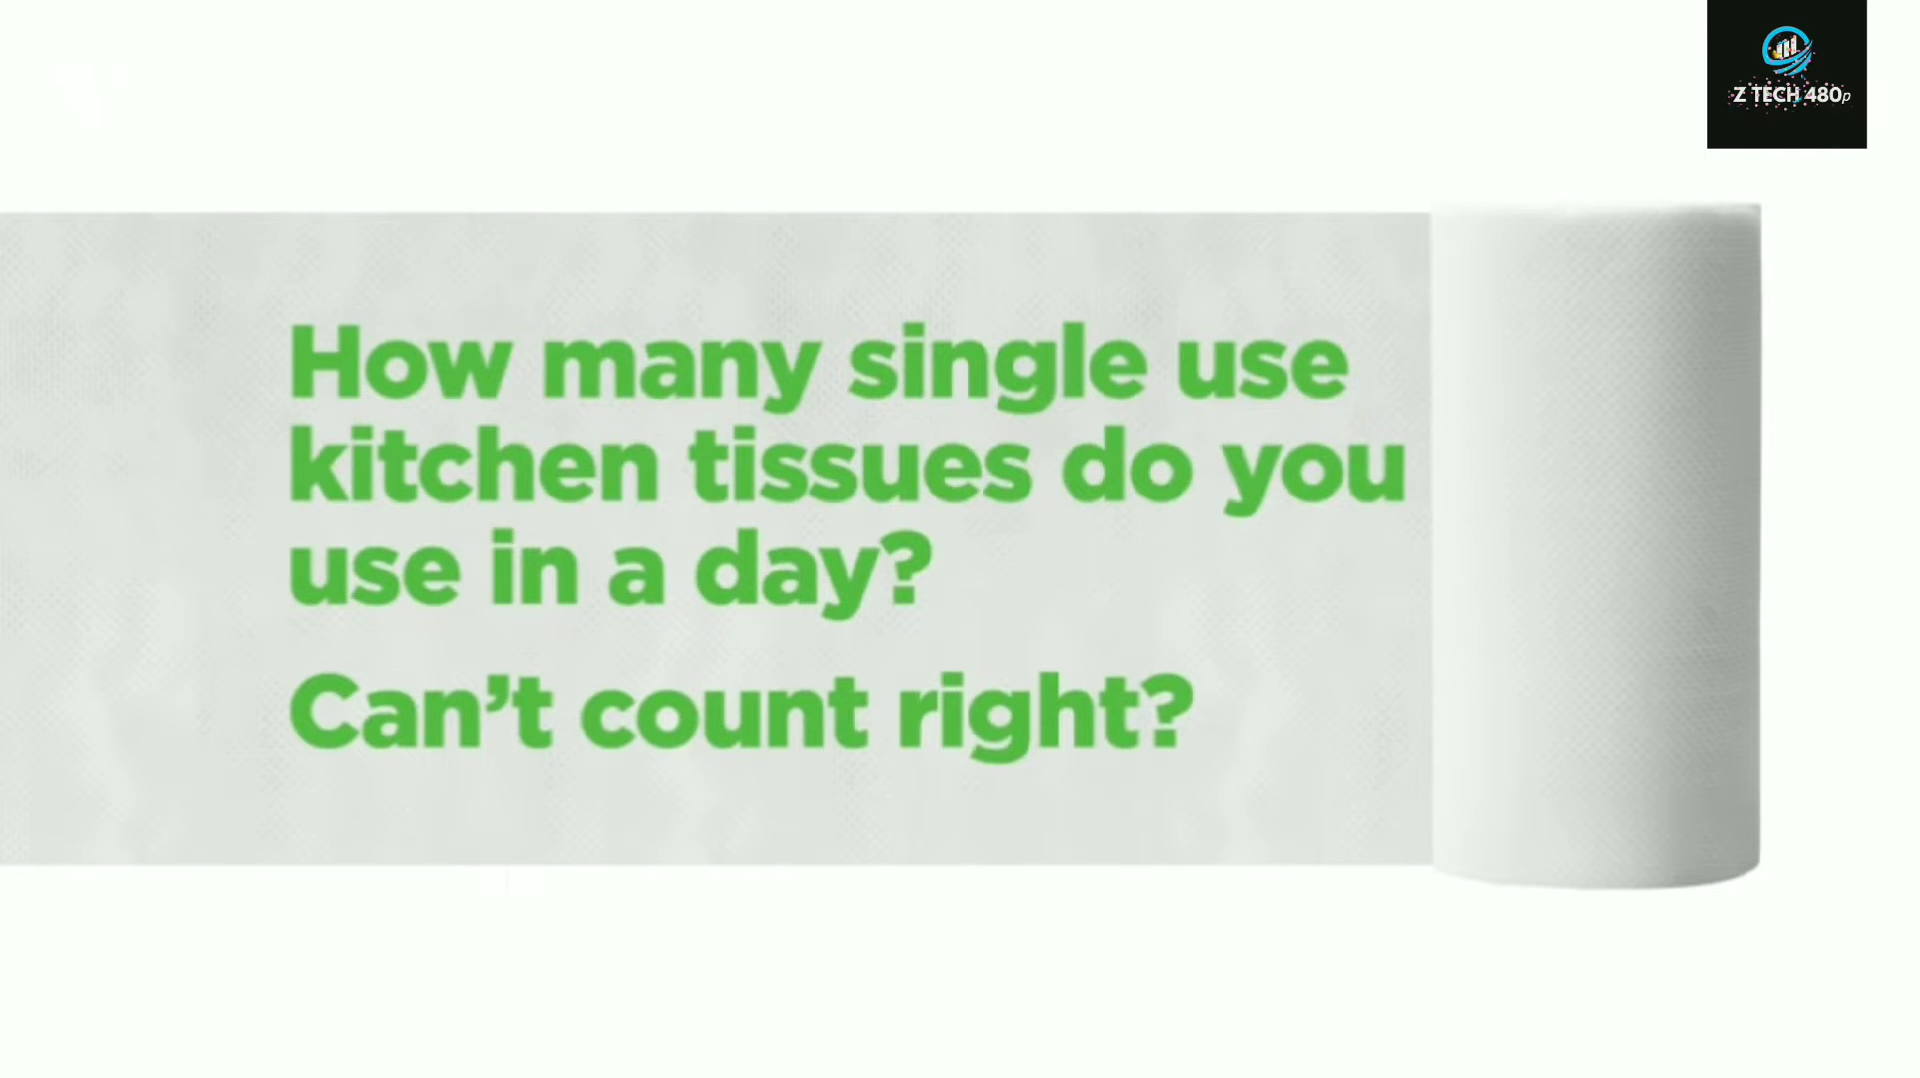 Z TECH 480p
How many single use
kitchen tissues do you
use in a day?
Can’t count right?